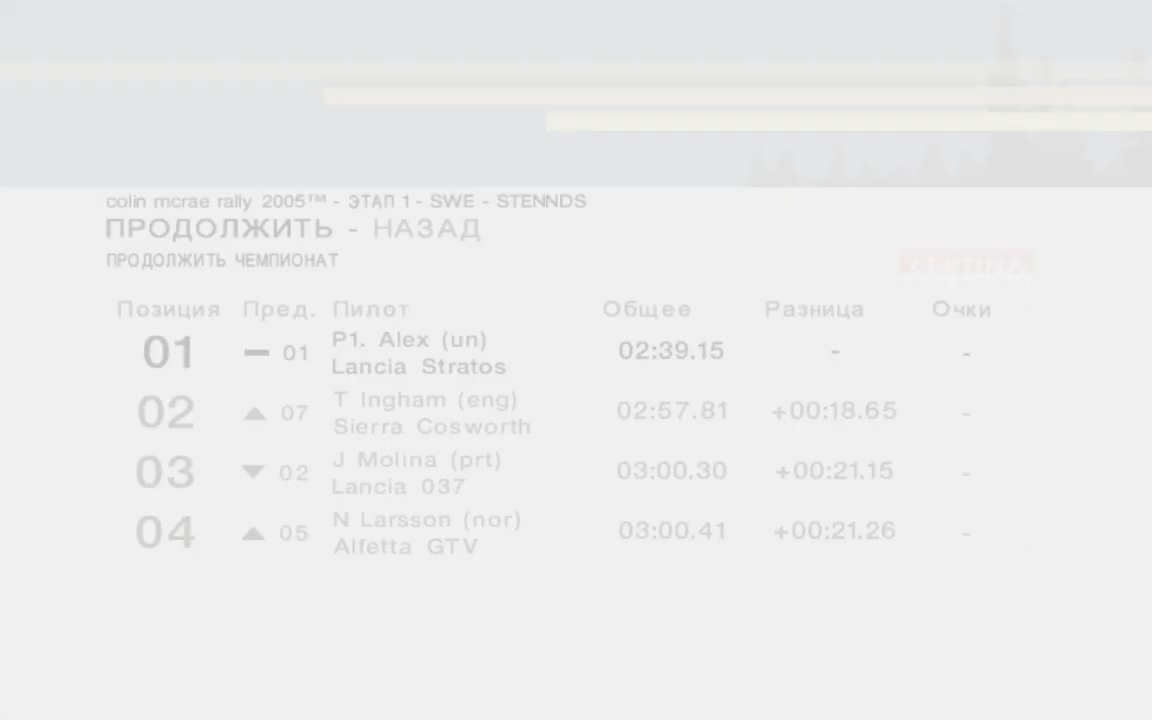 colin mcrae rally 2005™ - ЭТАП 1 - SWE - STENNDS
ПРОДОЛЖИТЬ - НАЗАД
ПРОДОЛЖИТЬ ЧЕМПИОНАТ
CERTINA
Позиция Пред. Пилот Общее Разница Очки
01 01 P1. Alex (un) 02:39.15 - -
Lancia Stratos
02 ▲ 07 T Ingham (eng) 02:57.81 +00:18.65 -
Sierra Cosworth
03 ▼ 02 J Molina (prt) 03:00.30 +00:21.15 -
Lancia 037
04 ▲ 05 N Larsson (nor) 03:00.41 +00:21.26 -
Alfetta GTV